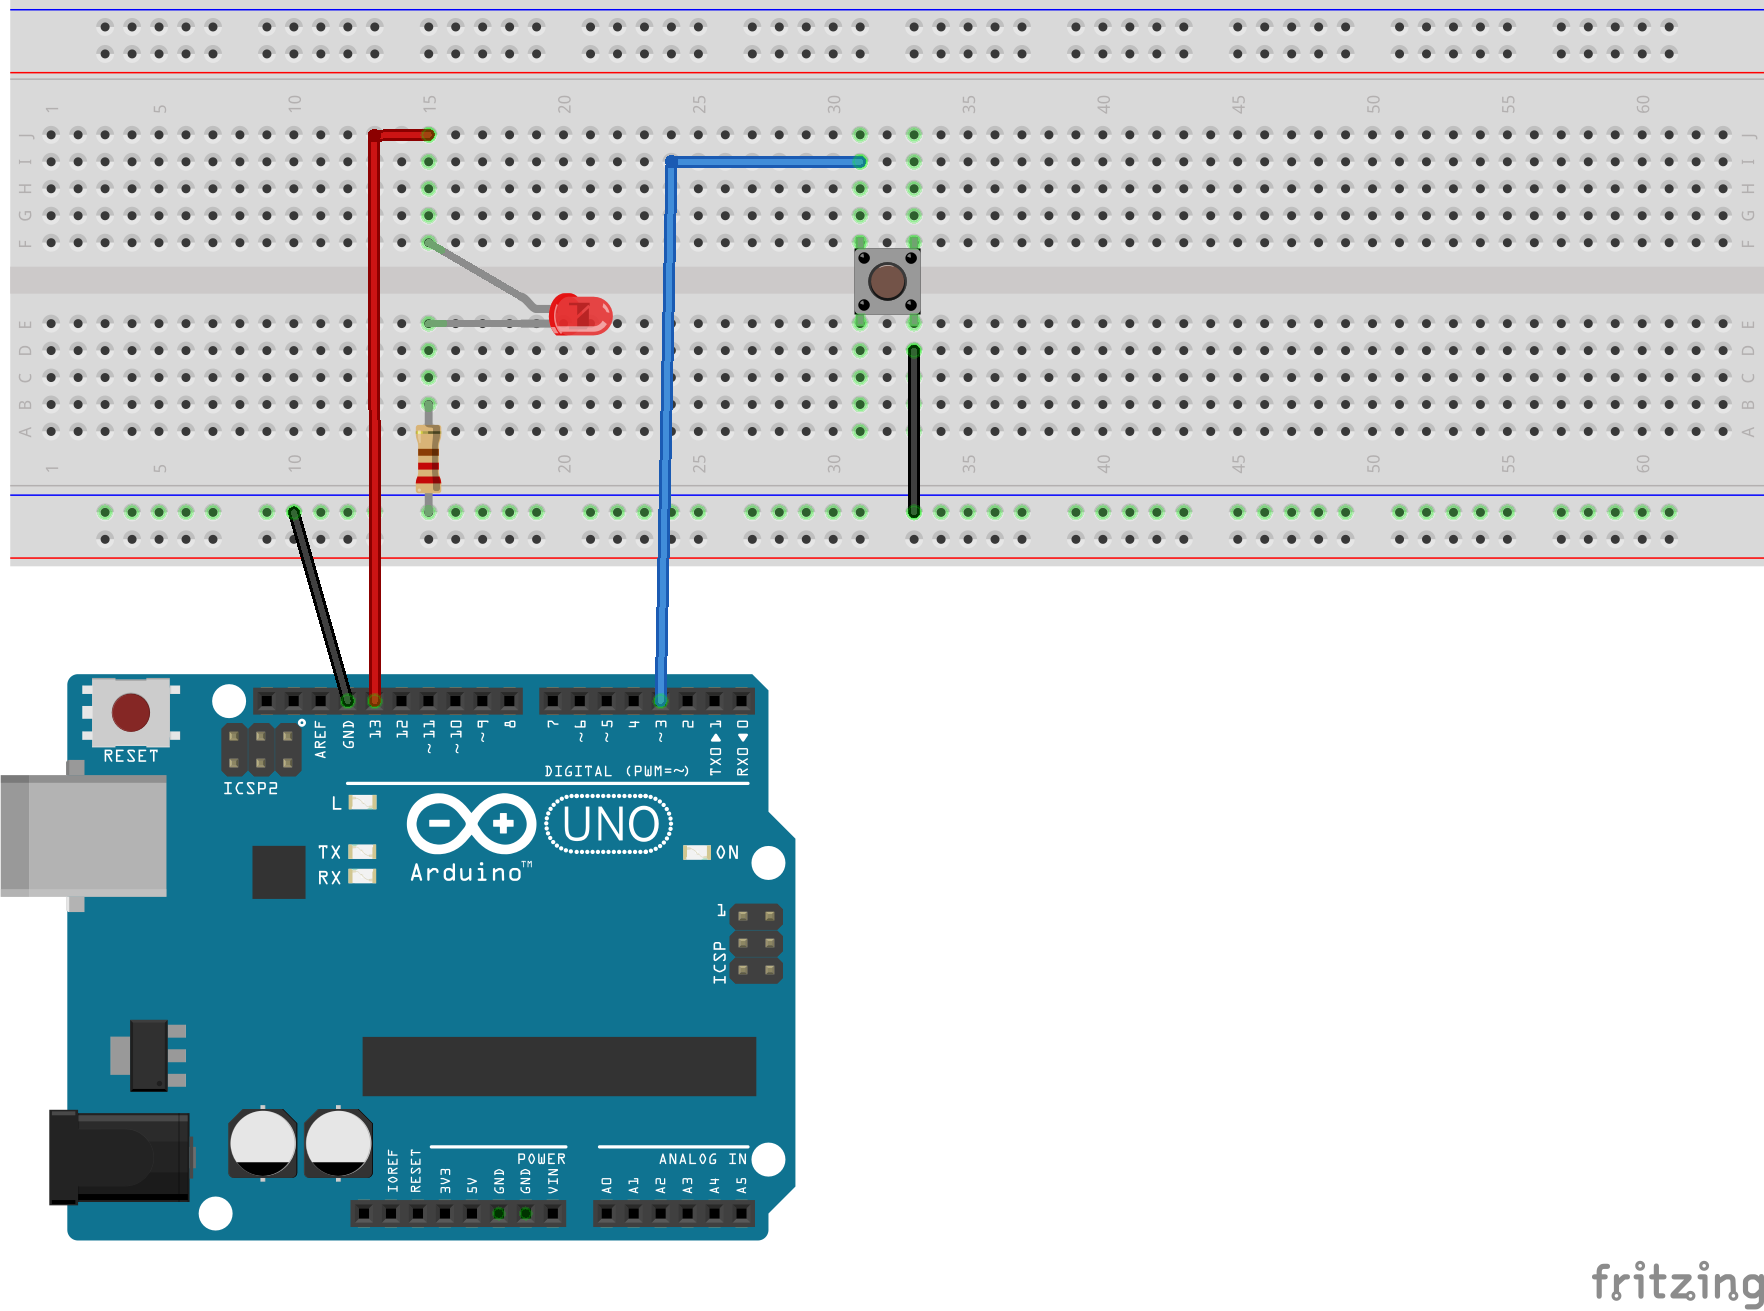 1 5 10 15 20 25 30 35 40 45 50 55 60
J J
I I
H H
G G
F F
E E
D D
C C
B B
A A
1 5 10 15 20 25 30 35 40 45 50 55 60
RESET
ICSP2
AREF GND 13 12 ~11 ~10 ~9 8 7 ~6 ~5 4 ~3 2 TX0▶1 RX0◀0
DIGITAL (PWM=~)
L
TX
RX
UNO
Arduino™
ON
1
ICSP
POWER
ANALOG IN
IOREF RESET 3V3 5V GND GND VIN A0 A1 A2 A3 A4 A5
fritzing